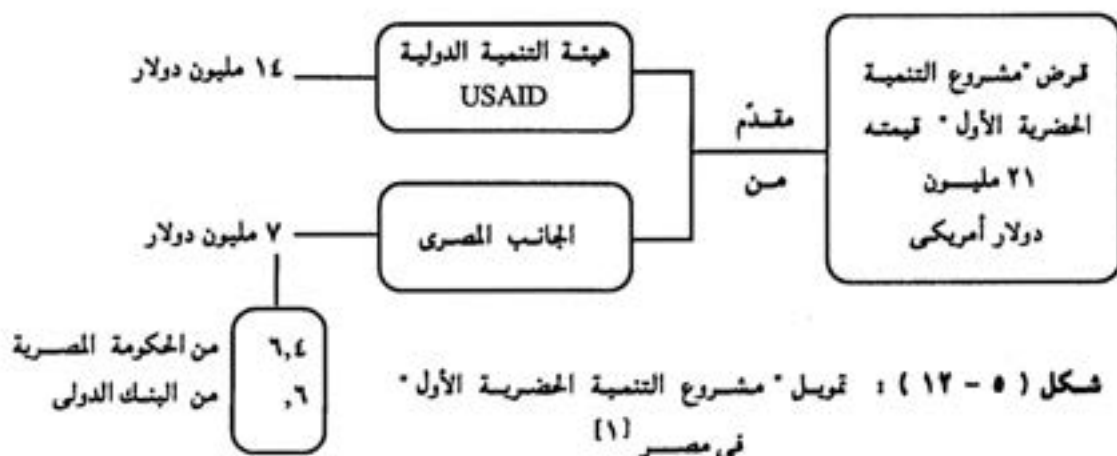 قرض "مشروع التنمية
الحضرية الأول" قيمته
٢١ مليون
دولار أمريكى
مقدّم
من
هيئة التنمية الدولية
USAID
١٤ مليون دولار
الجانب المصرى
٧ مليون دولار
٦,٤ من الحكومة المصرية
٦, من البنك الدولى
شكل ( ٥ - ١٢ ) : تمويل " مشروع التنمية الحضرية الأول "
فى مصر [١]